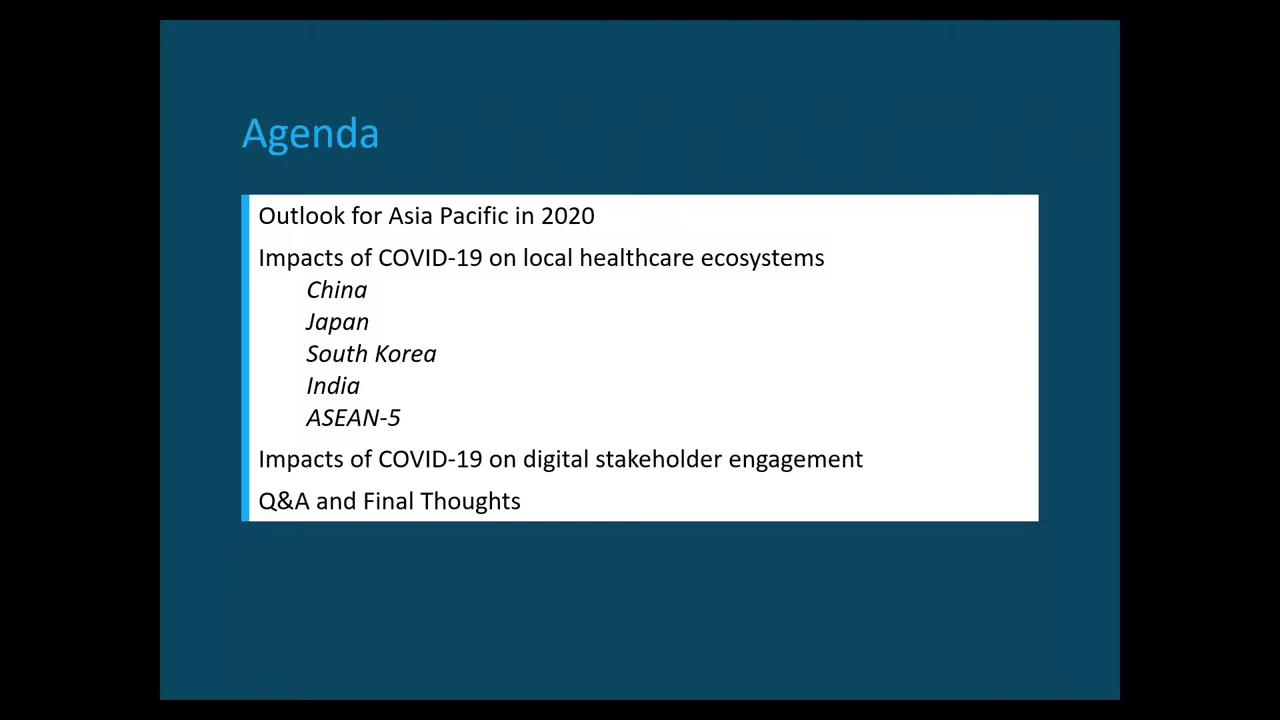 Agenda
Outlook for Asia Pacific in 2020
Impacts of COVID-19 on local healthcare ecosystems
China
Japan
South Korea
India
ASEAN-5
Impacts of COVID-19 on digital stakeholder engagement
Q&A and Final Thoughts